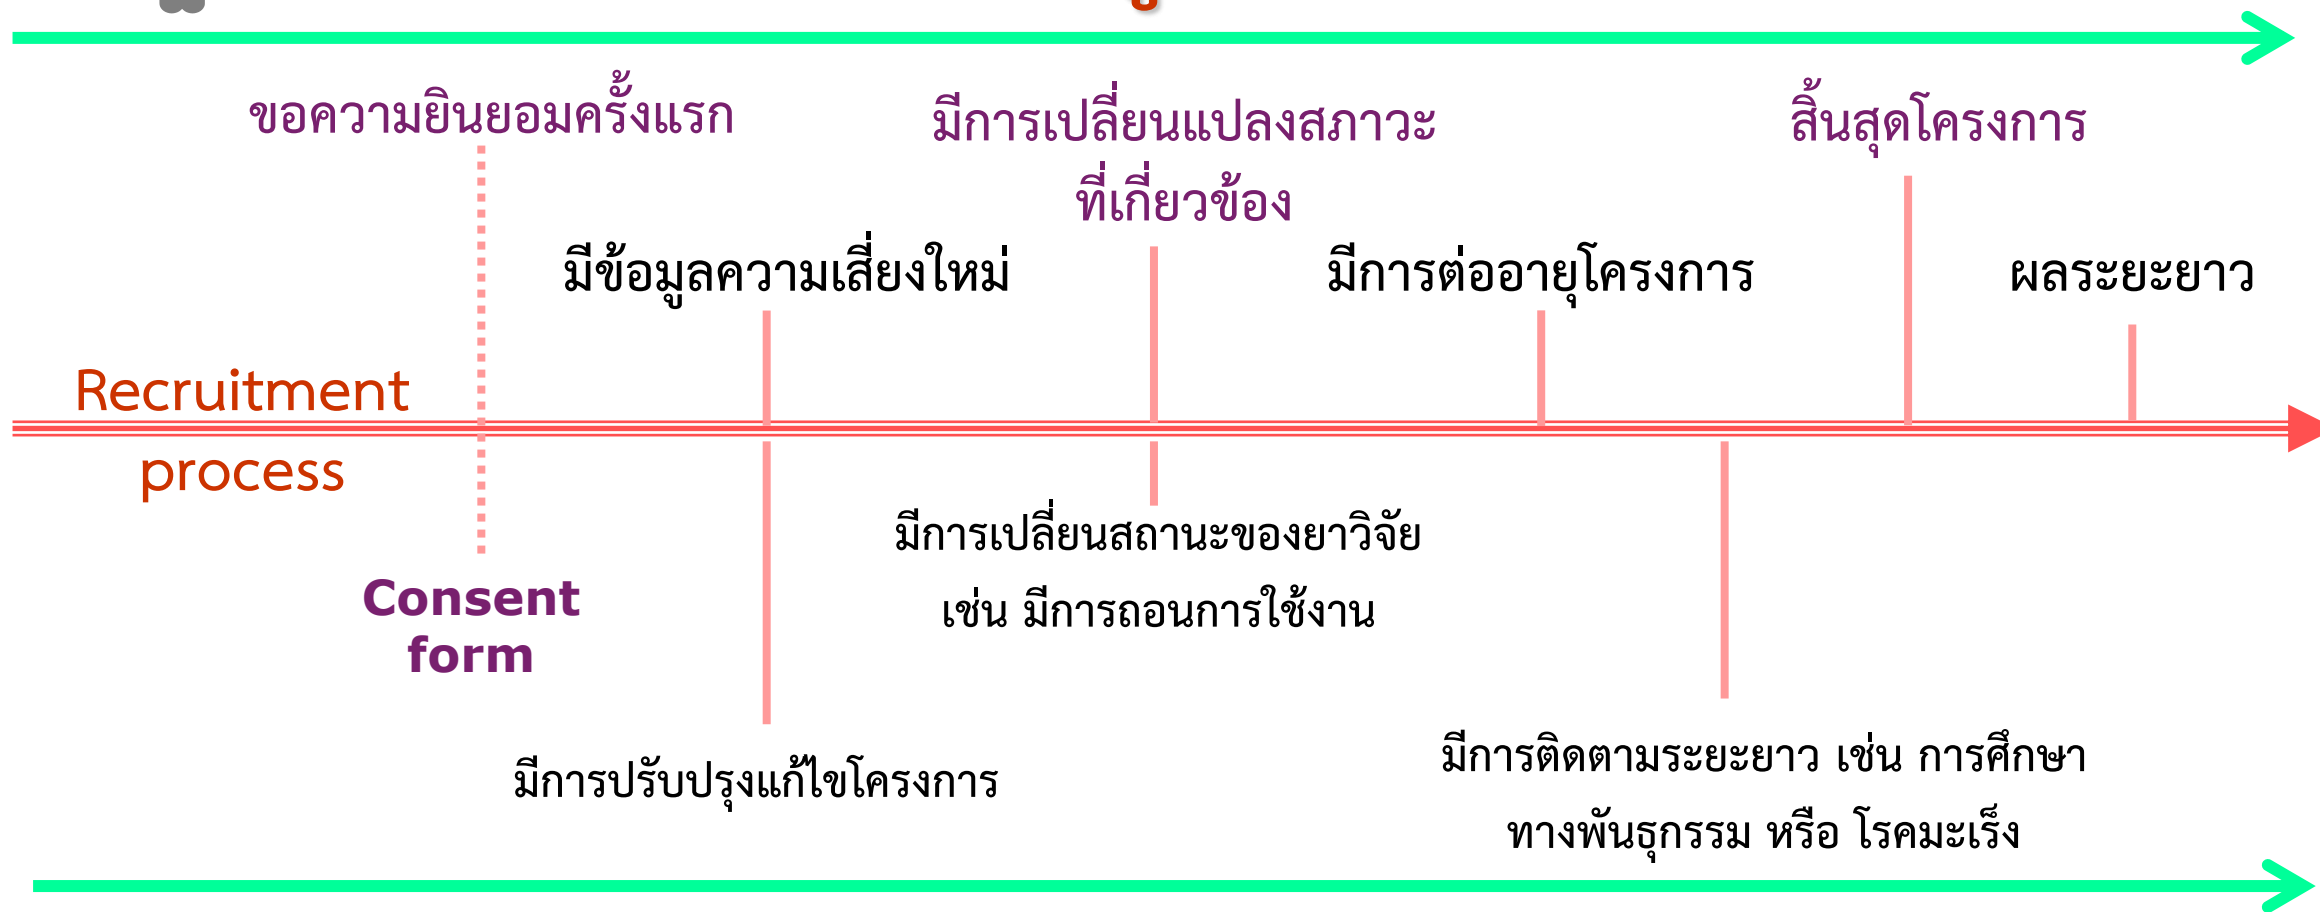 ขอความยินยอมครั้งแรก
มีการเปลี่ยนแปลงสภาวะ
ที่เกี่ยวข้อง
สิ้นสุดโครงการ
มีข้อมูลความเสี่ยงใหม่
มีการต่ออายุโครงการ
ผลระยะยาว
Recruitment
process
มีการเปลี่ยนสถานะของยาวิจัย
เช่น มีการถอนการใช้งาน
Consent
form
มีการปรับปรุงแก้ไขโครงการ
มีการติดตามระยะยาว เช่น การศึกษา
ทางพันธุกรรม หรือ โรคมะเร็ง